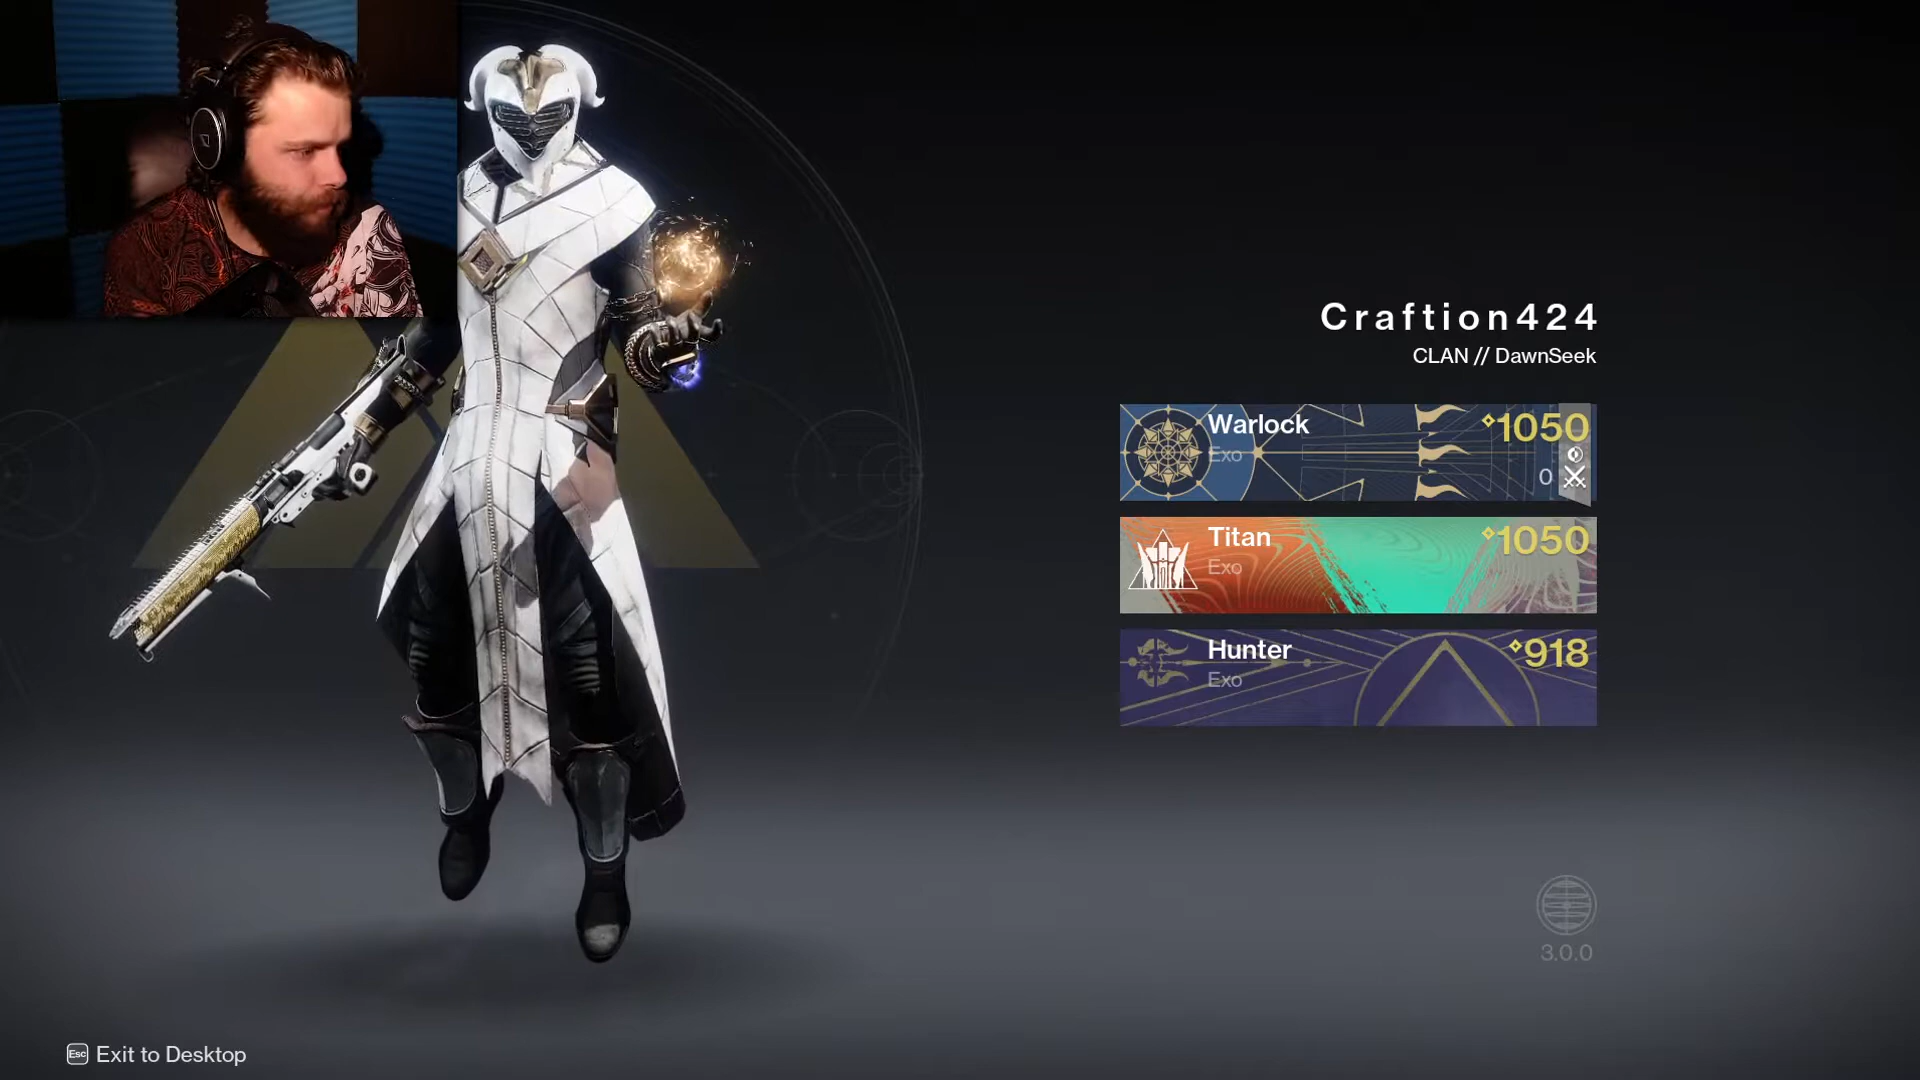 Craftion424
CLAN // DawnSeek
Warlock
1050
Exo
0
Titan
1050
Exo
Hunter
918
Exo
3.0.0
Esc Exit to Desktop